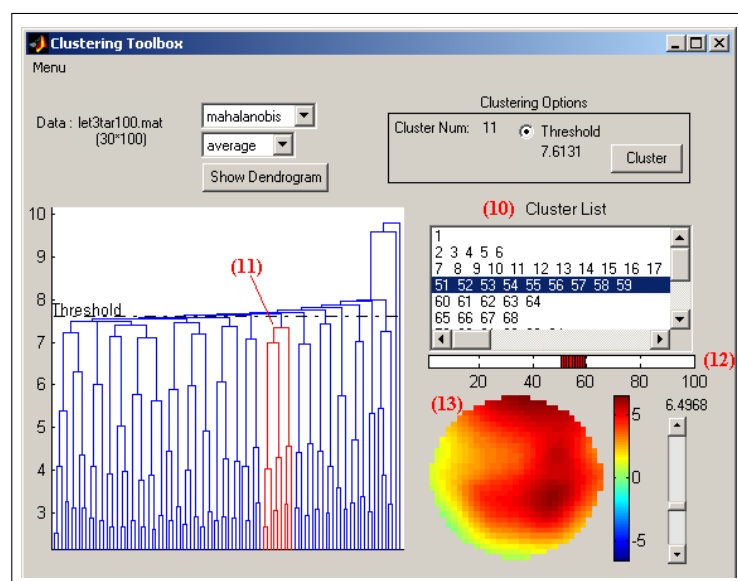 Clustering Toolbox
Menu
Data : let3tar100.mat
(30*100)
mahalanobis
average
Show Dendrogram
Clustering Options
Cluster Num: 11
Threshold
7.6131
Cluster
10
9
8
7
6
5
4
3
Threshold
(11)
(10) Cluster List
1
2 3 4 5 6
7 8 9 10 11 12 13 14 15 16 17
51 52 53 54 55 56 57 58 59
60 61 62 63 64
65 66 67 68
(12)
20 40 60 80 100
(13)
5
0
-5
6.4968